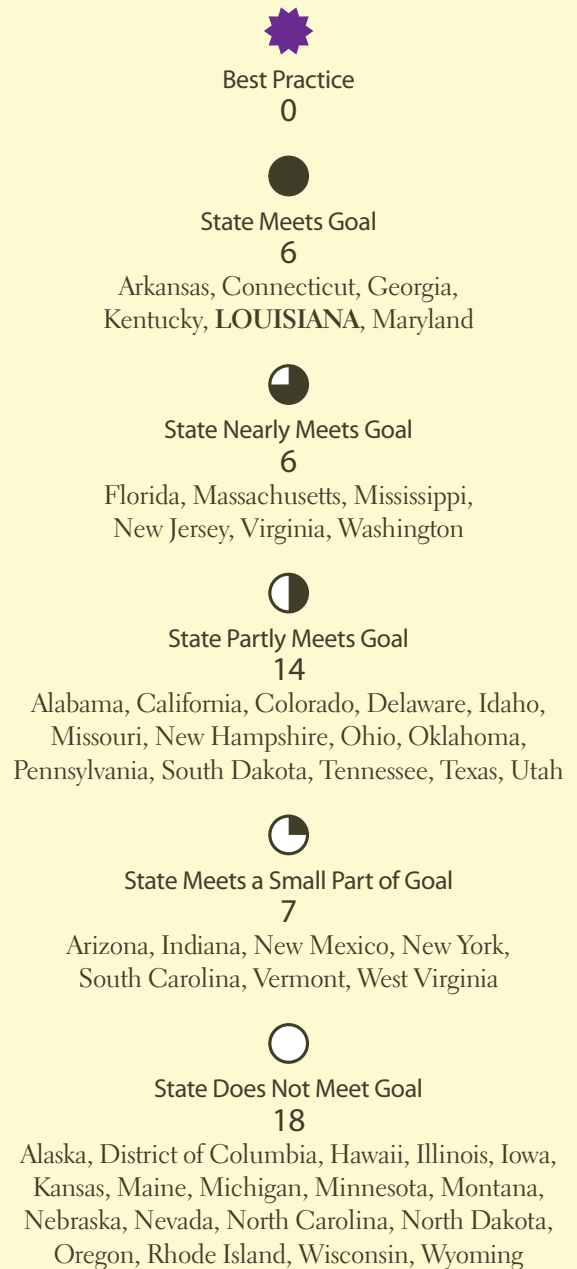 Best Practice
0
State Meets Goal
6
Arkansas, Connecticut, Georgia,
Kentucky, LOUISIANA, Maryland
State Nearly Meets Goal
6
Florida, Massachusetts, Mississippi,
New Jersey, Virginia, Washington
State Partly Meets Goal
14
Alabama, California, Colorado, Delaware, Idaho,
Missouri, New Hampshire, Ohio, Oklahoma,
Pennsylvania, South Dakota, Tennessee, Texas, Utah
State Meets a Small Part of Goal
7
Arizona, Indiana, New Mexico, New York,
South Carolina, Vermont, West Virginia
State Does Not Meet Goal
18
Alaska, District of Columbia, Hawaii, Illinois, Iowa,
Kansas, Maine, Michigan, Minnesota, Montana,
Nebraska, Nevada, North Carolina, North Dakota,
Oregon, Rhode Island, Wisconsin, Wyoming